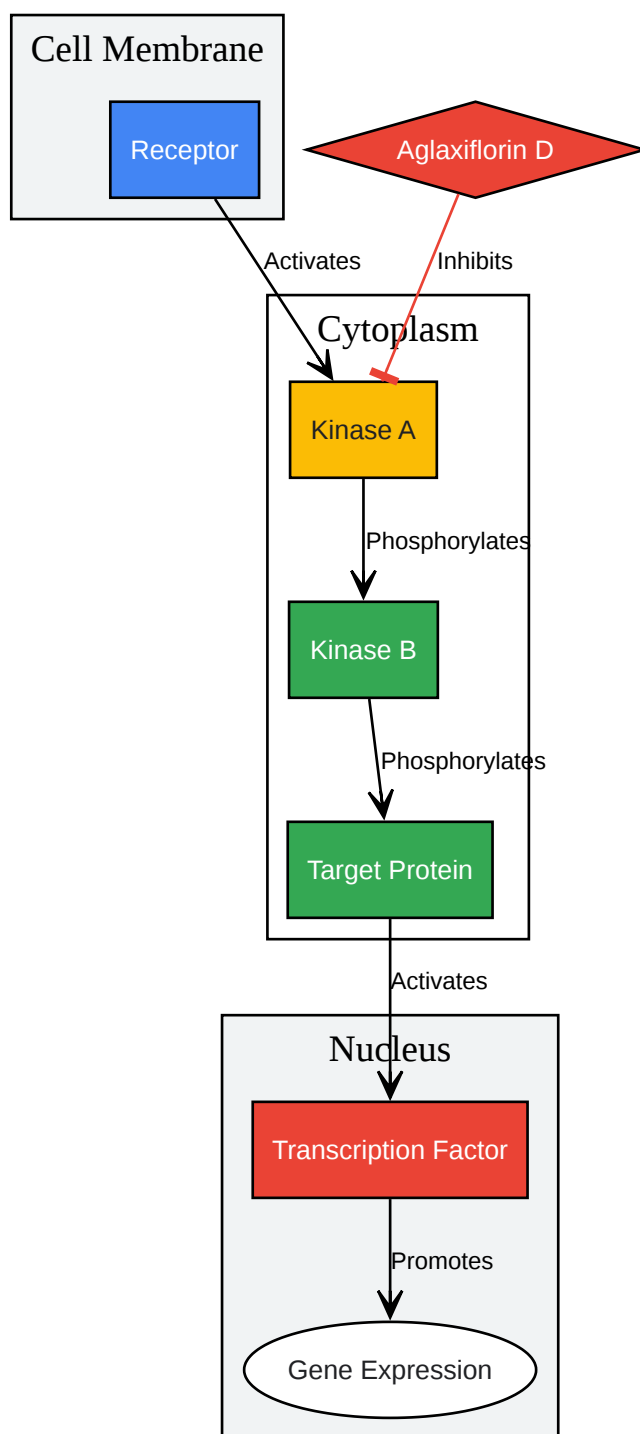 Cell Membrane
Receptor
Aglaxiflorin D
Activates
Inhibits
Cytoplasm
Kinase A
Phosphorylates
Kinase B
Phosphorylates
Target Protein
Activates
Nucleus
Transcription Factor
Promotes
Gene Expression